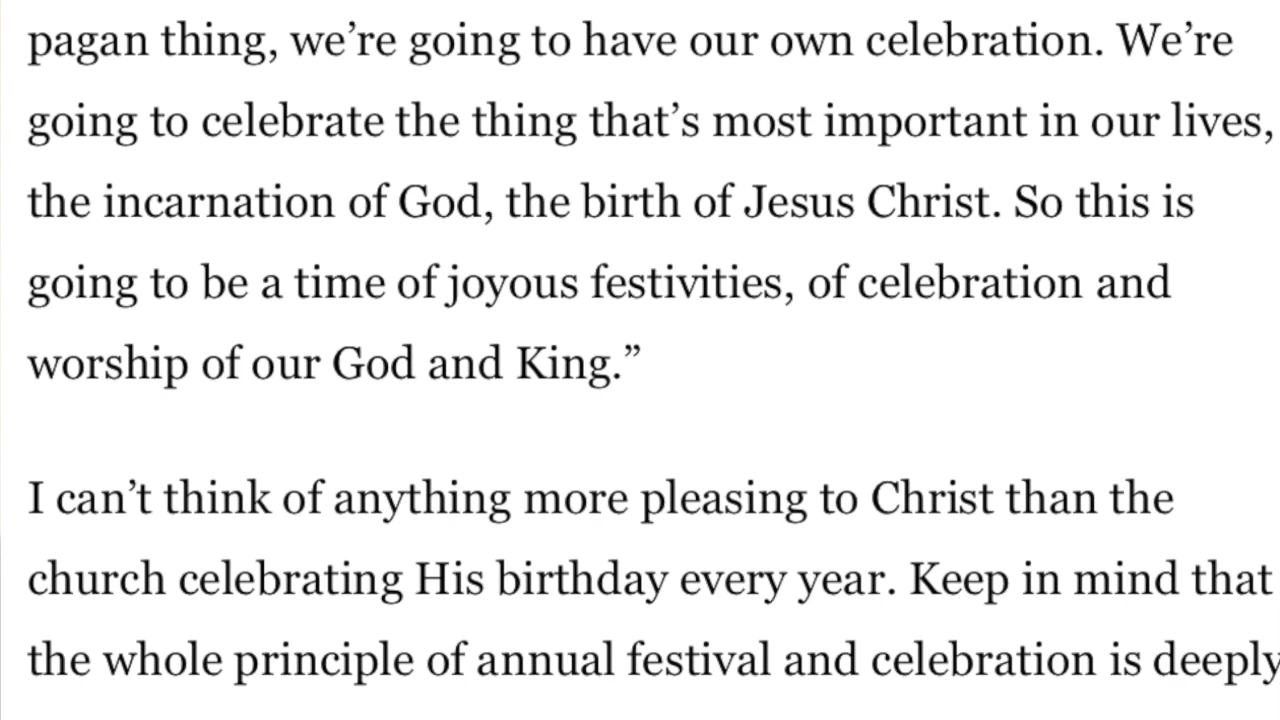 pagan thing, we’re going to have our own celebration. We’re
going to celebrate the thing that’s most important in our lives,
the incarnation of God, the birth of Jesus Christ. So this is
going to be a time of joyous festivities, of celebration and
worship of our God and King.”
I can’t think of anything more pleasing to Christ than the
church celebrating His birthday every year. Keep in mind that
the whole principle of annual festival and celebration is deeply